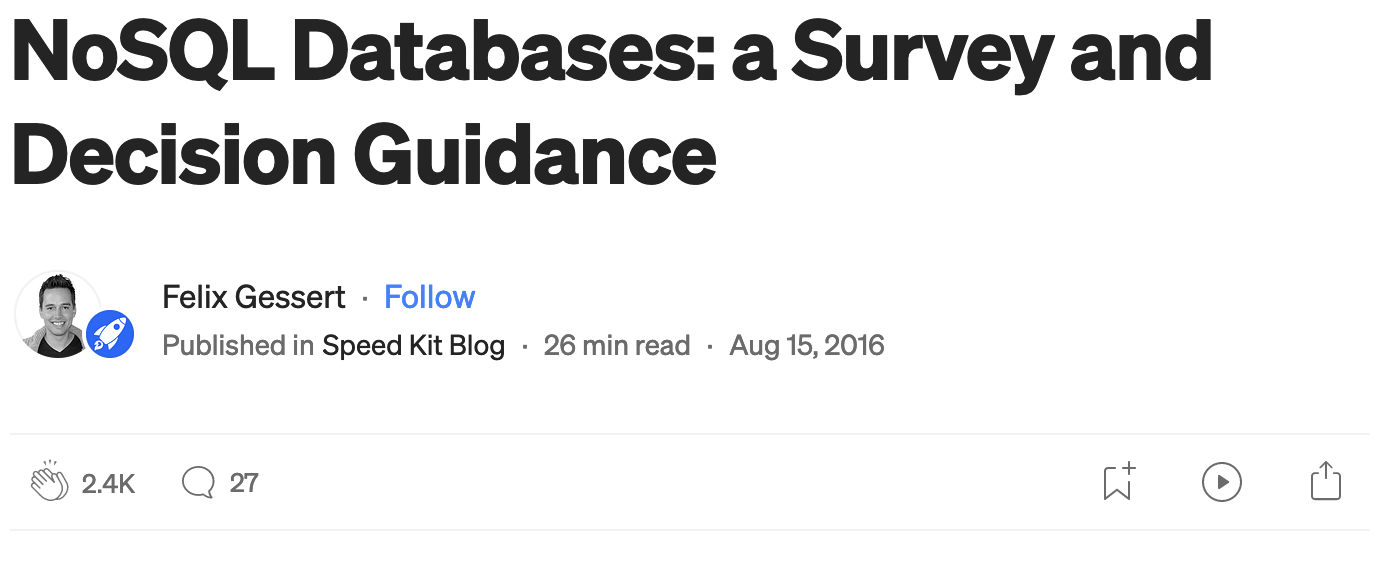 NoSQL Databases: a Survey and
Decision Guidance
Felix Gessert · Follow
Published in Speed Kit Blog · 26 min read · Aug 15, 2016
2.4K 27